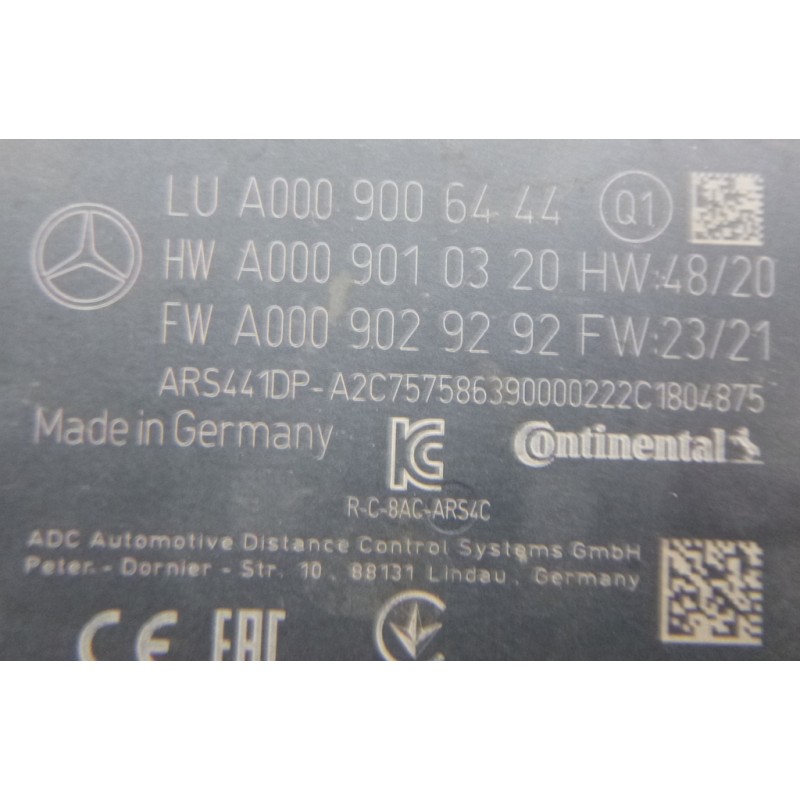 LU A000 900 64 44 Q1
HW A000 901 03 20 HW:48/20
FW A000 902 92 92 FW:23/21
ARS441DP-A2C757586390000222C1804875
Made in Germany
Continental
R-C-8AC-ARS4C
ADC Automotive Distance Control Systems GmbH
Peter.- Dornier - Str. 10, 88131 Lindau, Germany
CE EAC